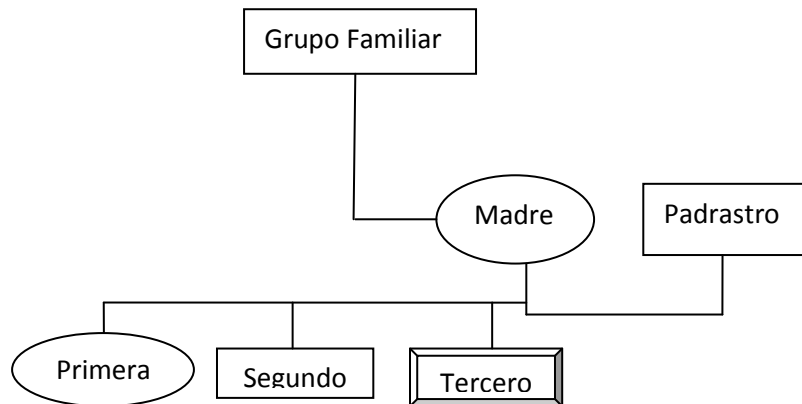 Grupo Familiar
Madre
Padrastro
Primera
Segundo
Tercero